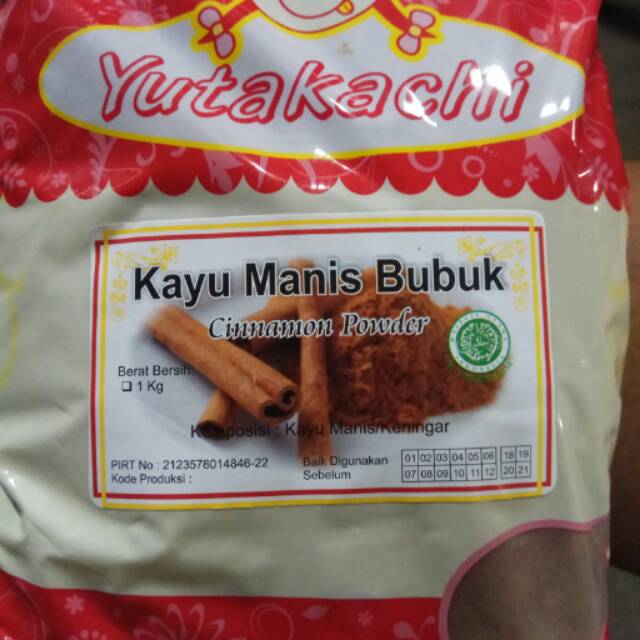 Yutakachi
Kayu Manis Bubuk
Cinnamon Powder
Berat Bersih:
❏ 1 Kg
Komposisi : Kayu Manis/Keningar
PIRT No : 2123578014846-22
Kode Produksi :
Baik Digunakan
Sebelum
01 02 03 04 05 06 18 19
07 08 09 10 11 12 20 21